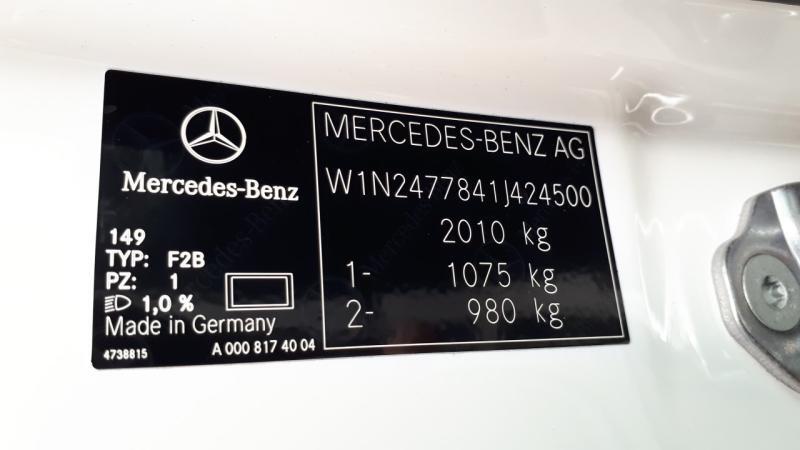 Mercedes-Benz
149
TYP: F2B
PZ: 1
1,0 %
Made in Germany
4738815 A 000 817 40 04
MERCEDES-BENZ AG
W1N2477841J424500
2010 kg
1- 1075 kg
2- 980 kg